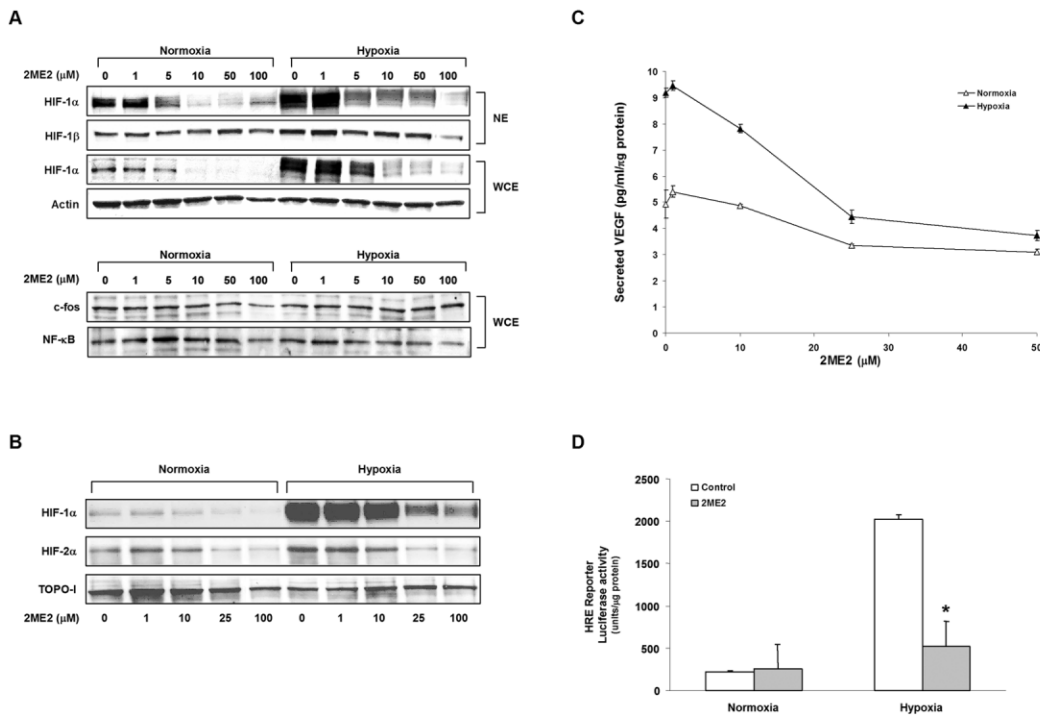 A
Normoxia Hypoxia
2ME2 (μM) 0 1 5 10 50 100 0 1 5 10 50 100
HIF-1α
NE
HIF-1β
HIF-1α
WCE
Actin
Normoxia Hypoxia
2ME2 (μM) 0 1 5 10 50 100 0 1 5 10 50 100
c-fos
WCE
NF-κB
B
Normoxia Hypoxia
HIF-1α
HIF-2α
TOPO-I
2ME2 (μM) 0 1 10 25 100 0 1 10 25 100
C
Secreted VEGF (pg/ml/πg protein)
10
9
8
7
6
5
4
3
2
1
0
Normoxia
Hypoxia
0 10 20 30 40 50
2ME2 (μM)
D
HRE Reporter
Luciferase activity
(units/μg protein)
2500
2000
1500
1000
500
0
Control
2ME2
*
Normoxia Hypoxia